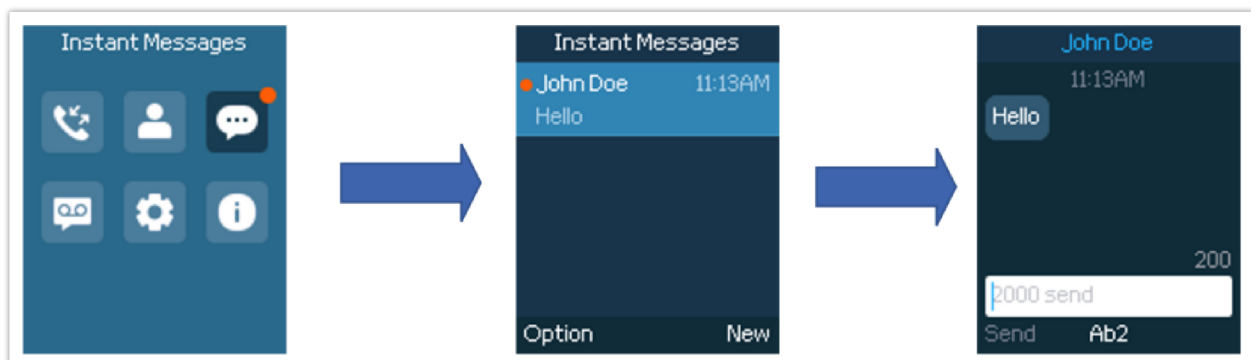 Instant Messages
Instant Messages
John Doe 11:13AM
Hello
Option New
John Doe
11:13AM
Hello
200
2000 send
Send Ab2